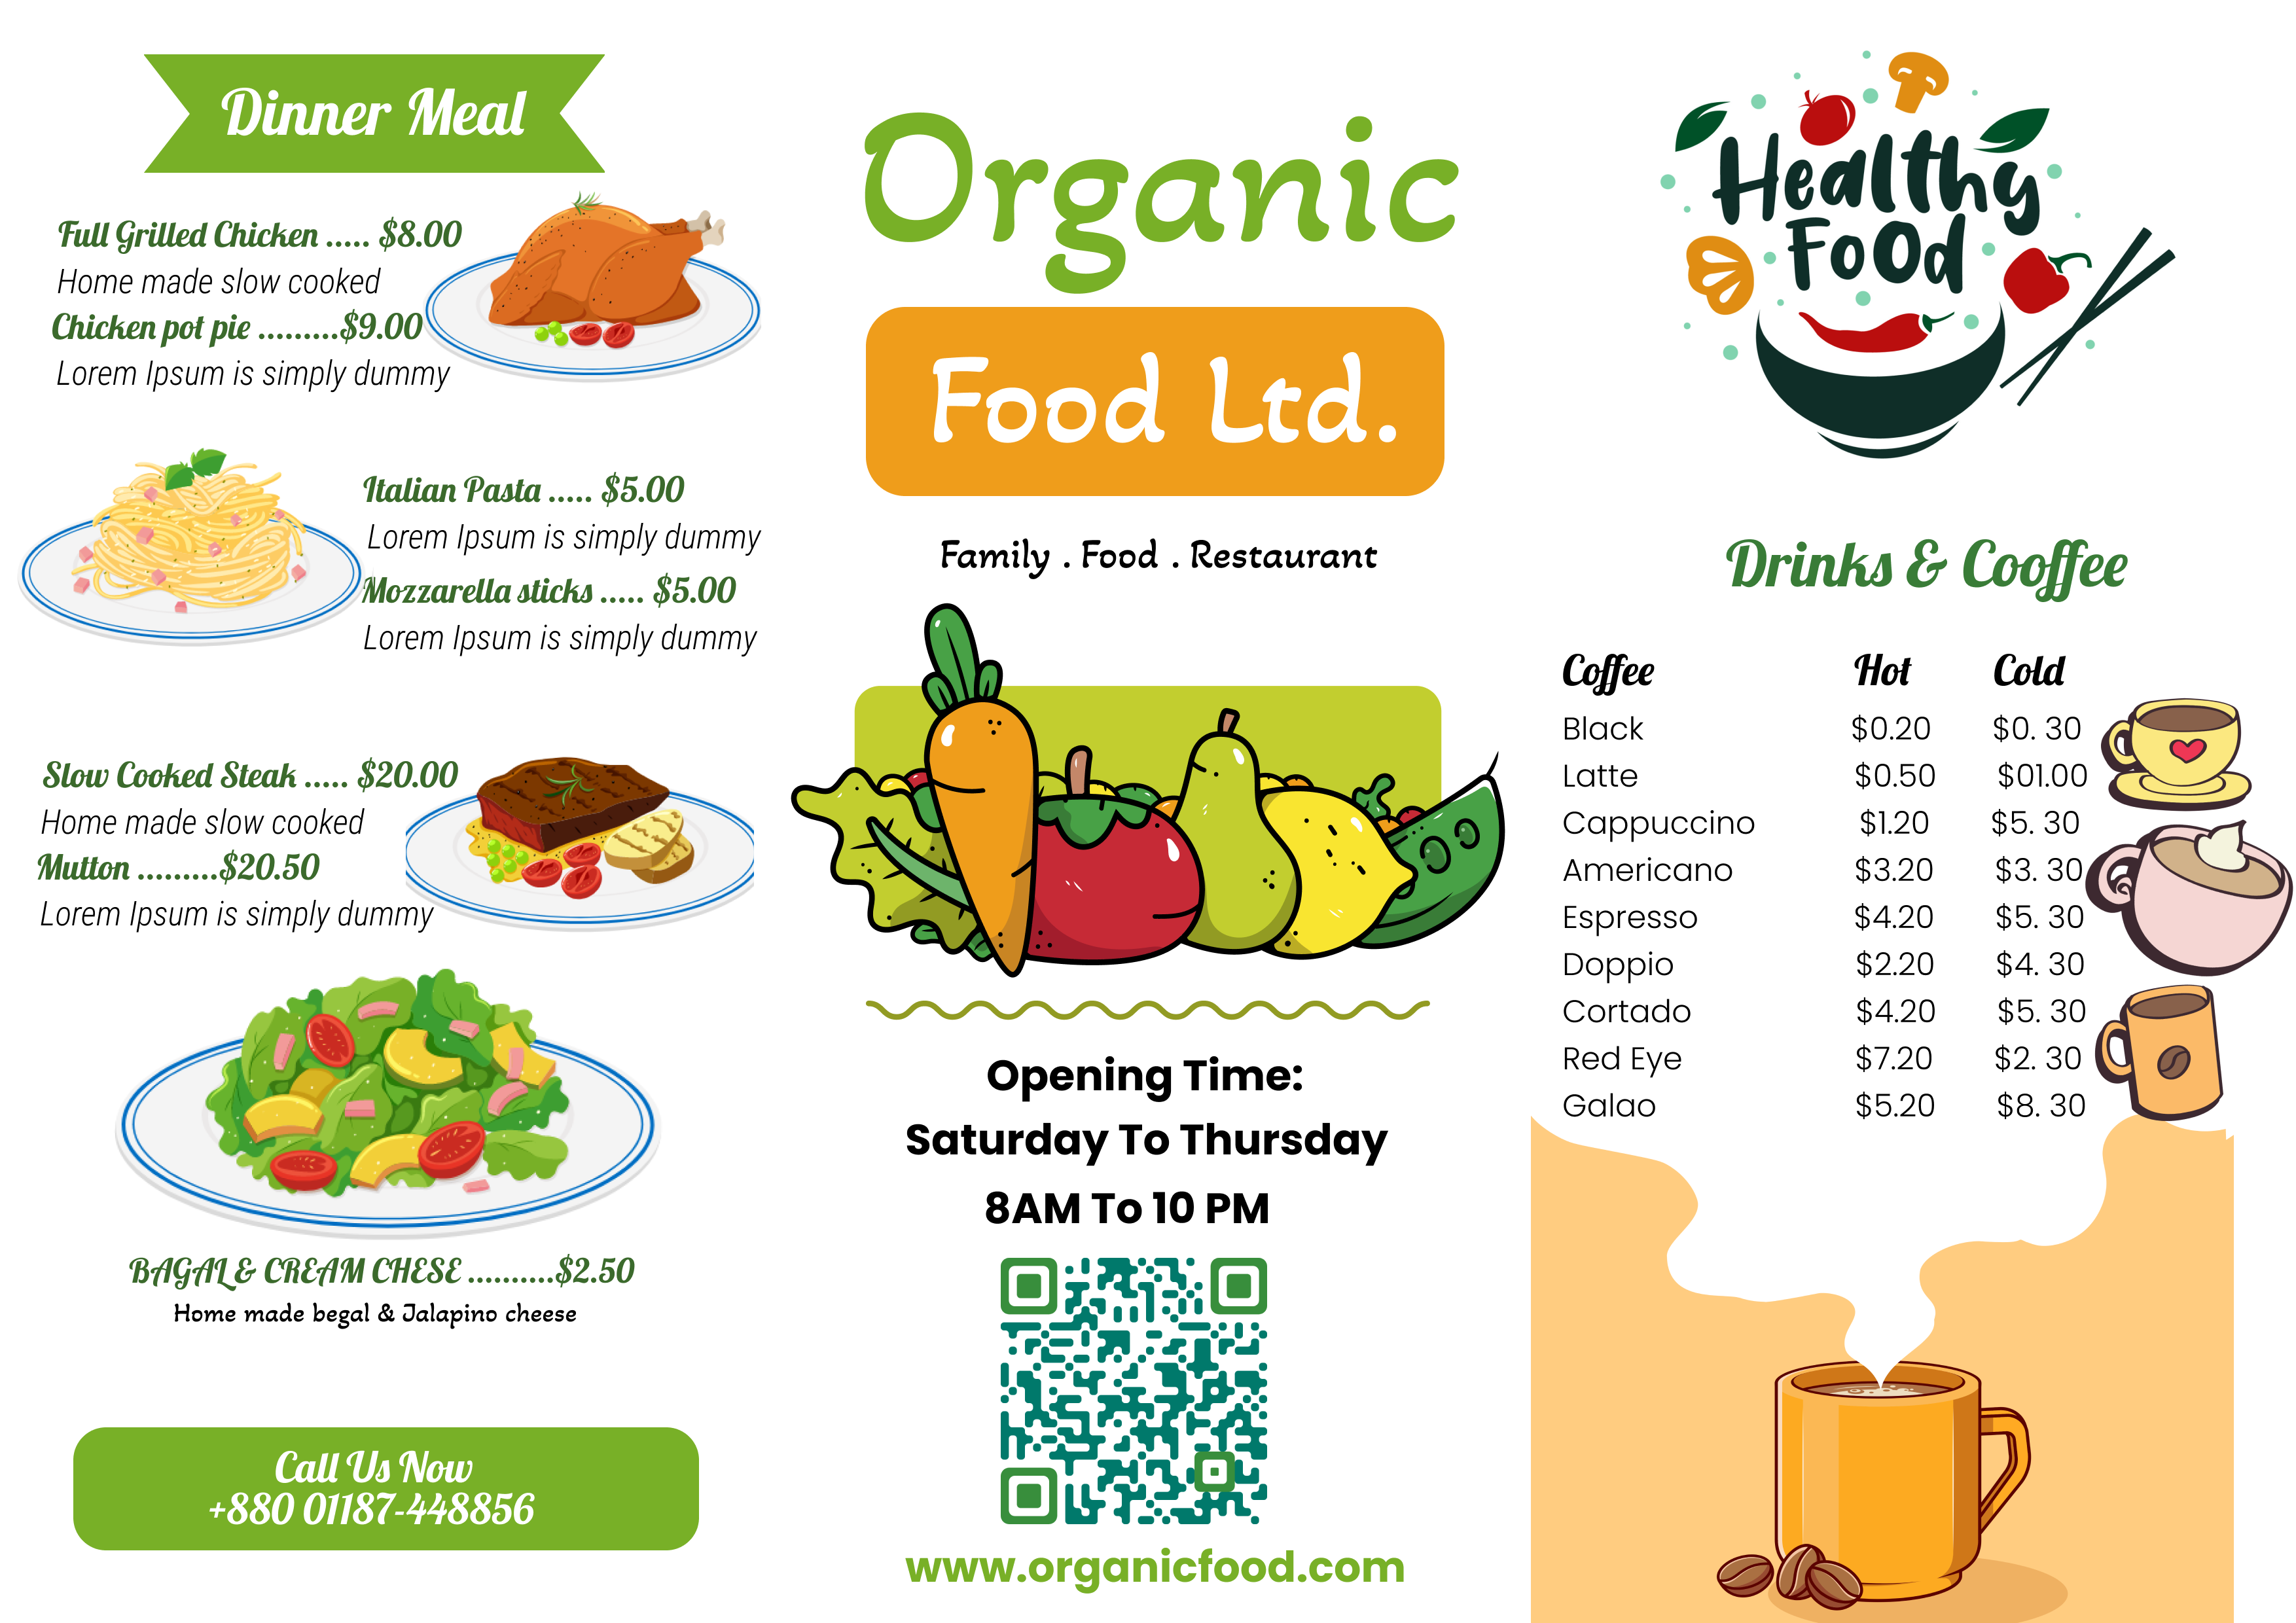 Dinner Meal
Full Grilled Chicken ..... $8.00
Home made slow cooked
Chicken pot pie .........$9.00
Lorem Ipsum is simply dummy
Italian Pasta ..... $5.00
Lorem Ipsum is simply dummy
Mozzarella sticks ..... $5.00
Lorem Ipsum is simply dummy
Slow Cooked Steak ..... $20.00
Home made slow cooked
Mutton .........$20.50
Lorem Ipsum is simply dummy
BAGAL & CREAM CHESE ..........$2.50
Home made begal & Jalapino cheese
Call Us Now
+880 01187-448856
Organic
Food Ltd.
Family . Food . Restaurant
Opening Time:
Saturday To Thursday
8AM To 10 PM
www.organicfood.com
Healthy
Food
Drinks & Cooffee
Coffee Hot Cold
Black $0.20 $0. 30
Latte $0.50 $01.00
Cappuccino $1.20 $5. 30
Americano $3.20 $3. 30
Espresso $4.20 $5. 30
Doppio $2.20 $4. 30
Cortado $4.20 $5. 30
Red Eye $7.20 $2. 30
Galao $5.20 $8. 30